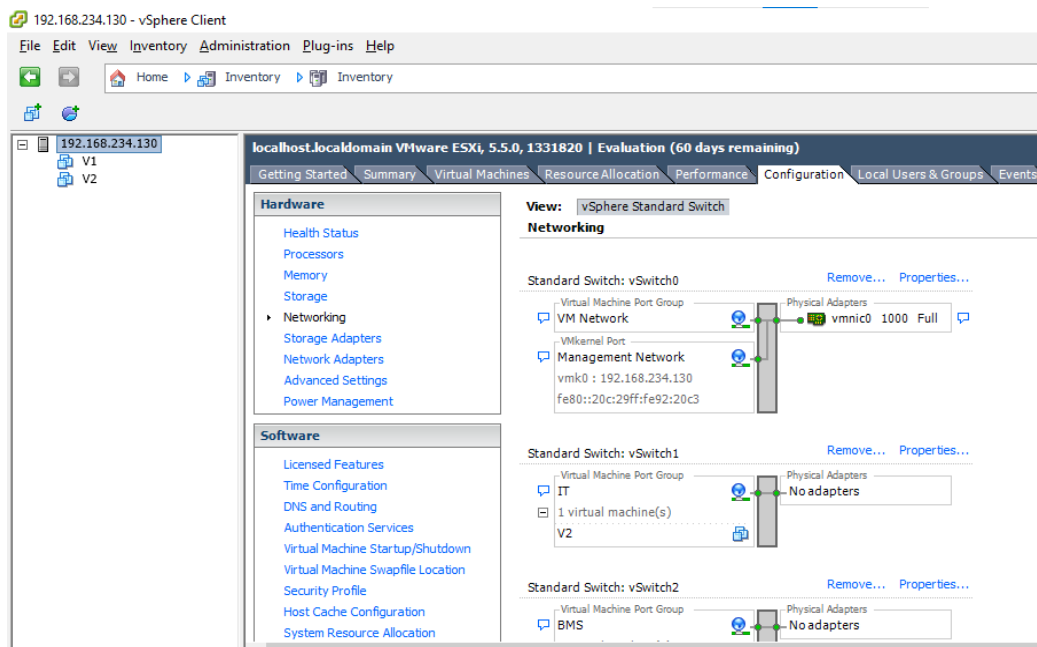 192.168.234.130 - vSphere Client
File Edit View Inventory Administration Plug-ins Help
Home Inventory Inventory
192.168.234.130
V1
V2
localhost.localdomain VMware ESXi, 5.5.0, 1331820 | Evaluation (60 days remaining)
Getting Started Summary Virtual Machines Resource Allocation Performance Configuration Local Users & Groups Events
Hardware
Health Status
Processors
Memory
Storage
Networking
Storage Adapters
Network Adapters
Advanced Settings
Power Management
Software
Licensed Features
Time Configuration
DNS and Routing
Authentication Services
Virtual Machine Startup/Shutdown
Virtual Machine Swapfile Location
Security Profile
Host Cache Configuration
System Resource Allocation
View: vSphere Standard Switch
Networking
Standard Switch: vSwitch0 Remove... Properties...
Virtual Machine Port Group Physical Adapters
VM Network vmnic0 1000 Full
VMkernel Port
Management Network
vmk0 : 192.168.234.130
fe80::20c:29ff:fe92:20c3
Standard Switch: vSwitch1 Remove... Properties...
Virtual Machine Port Group Physical Adapters
IT No adapters
1 virtual machine(s)
V2
Standard Switch: vSwitch2 Remove... Properties...
Virtual Machine Port Group Physical Adapters
BMS No adapters